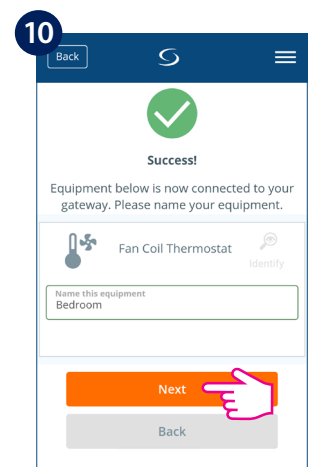 10
Back
Success!
Equipment below is now connected to your
gateway. Please name your equipment.
Fan Coil Thermostat
Identify
Name this equipment
Bedroom
Next
Back